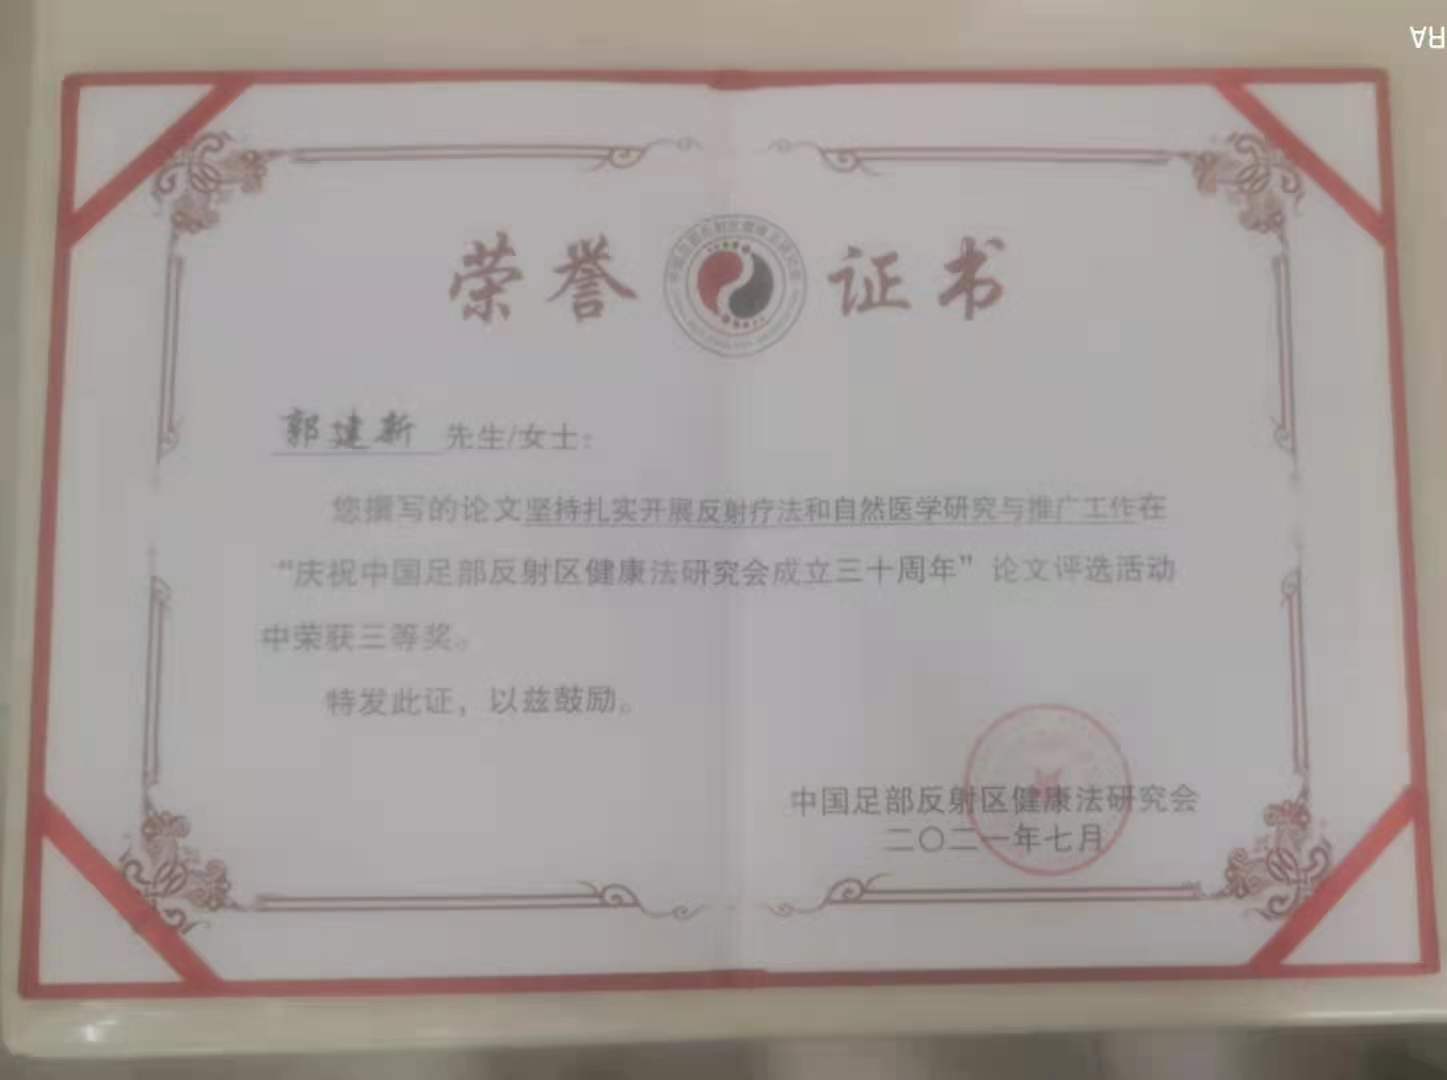 荣誉证书
郭建新 先生/女士：
您撰写的论文坚持扎实开展反射疗法和自然医学研究与推广工作在
“庆祝中国足部反射区健康法研究会成立三十周年”论文评选活动
中荣获三等奖。
特发此证，以兹鼓励。
中国足部反射区健康法研究会
二〇二一年七月